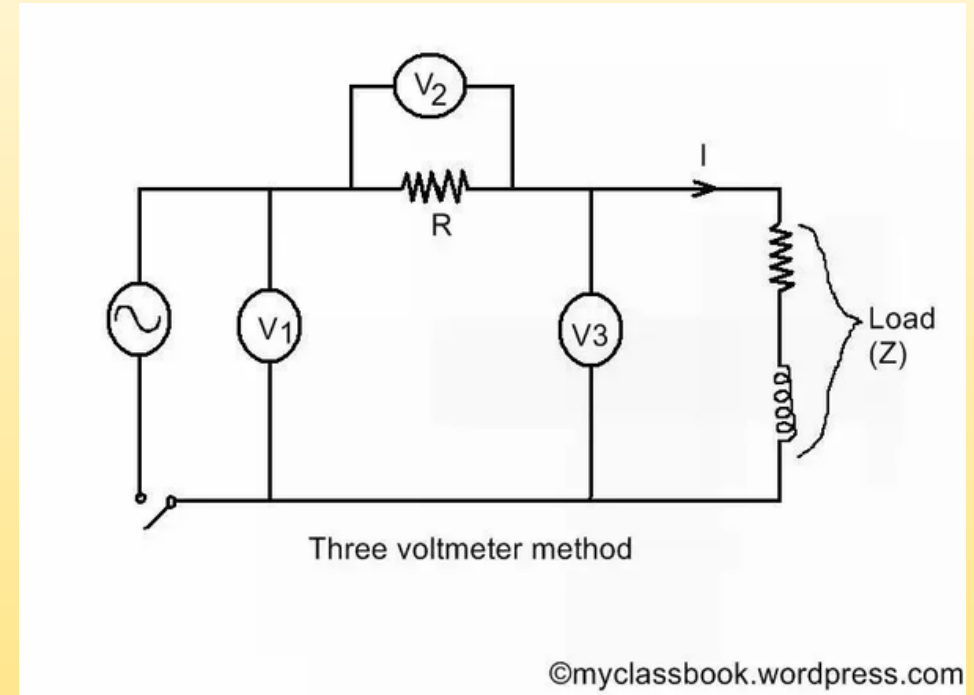 V2
R
I
V1
V3
Load
(Z)
Three voltmeter method
©myclassbook.wordpress.com